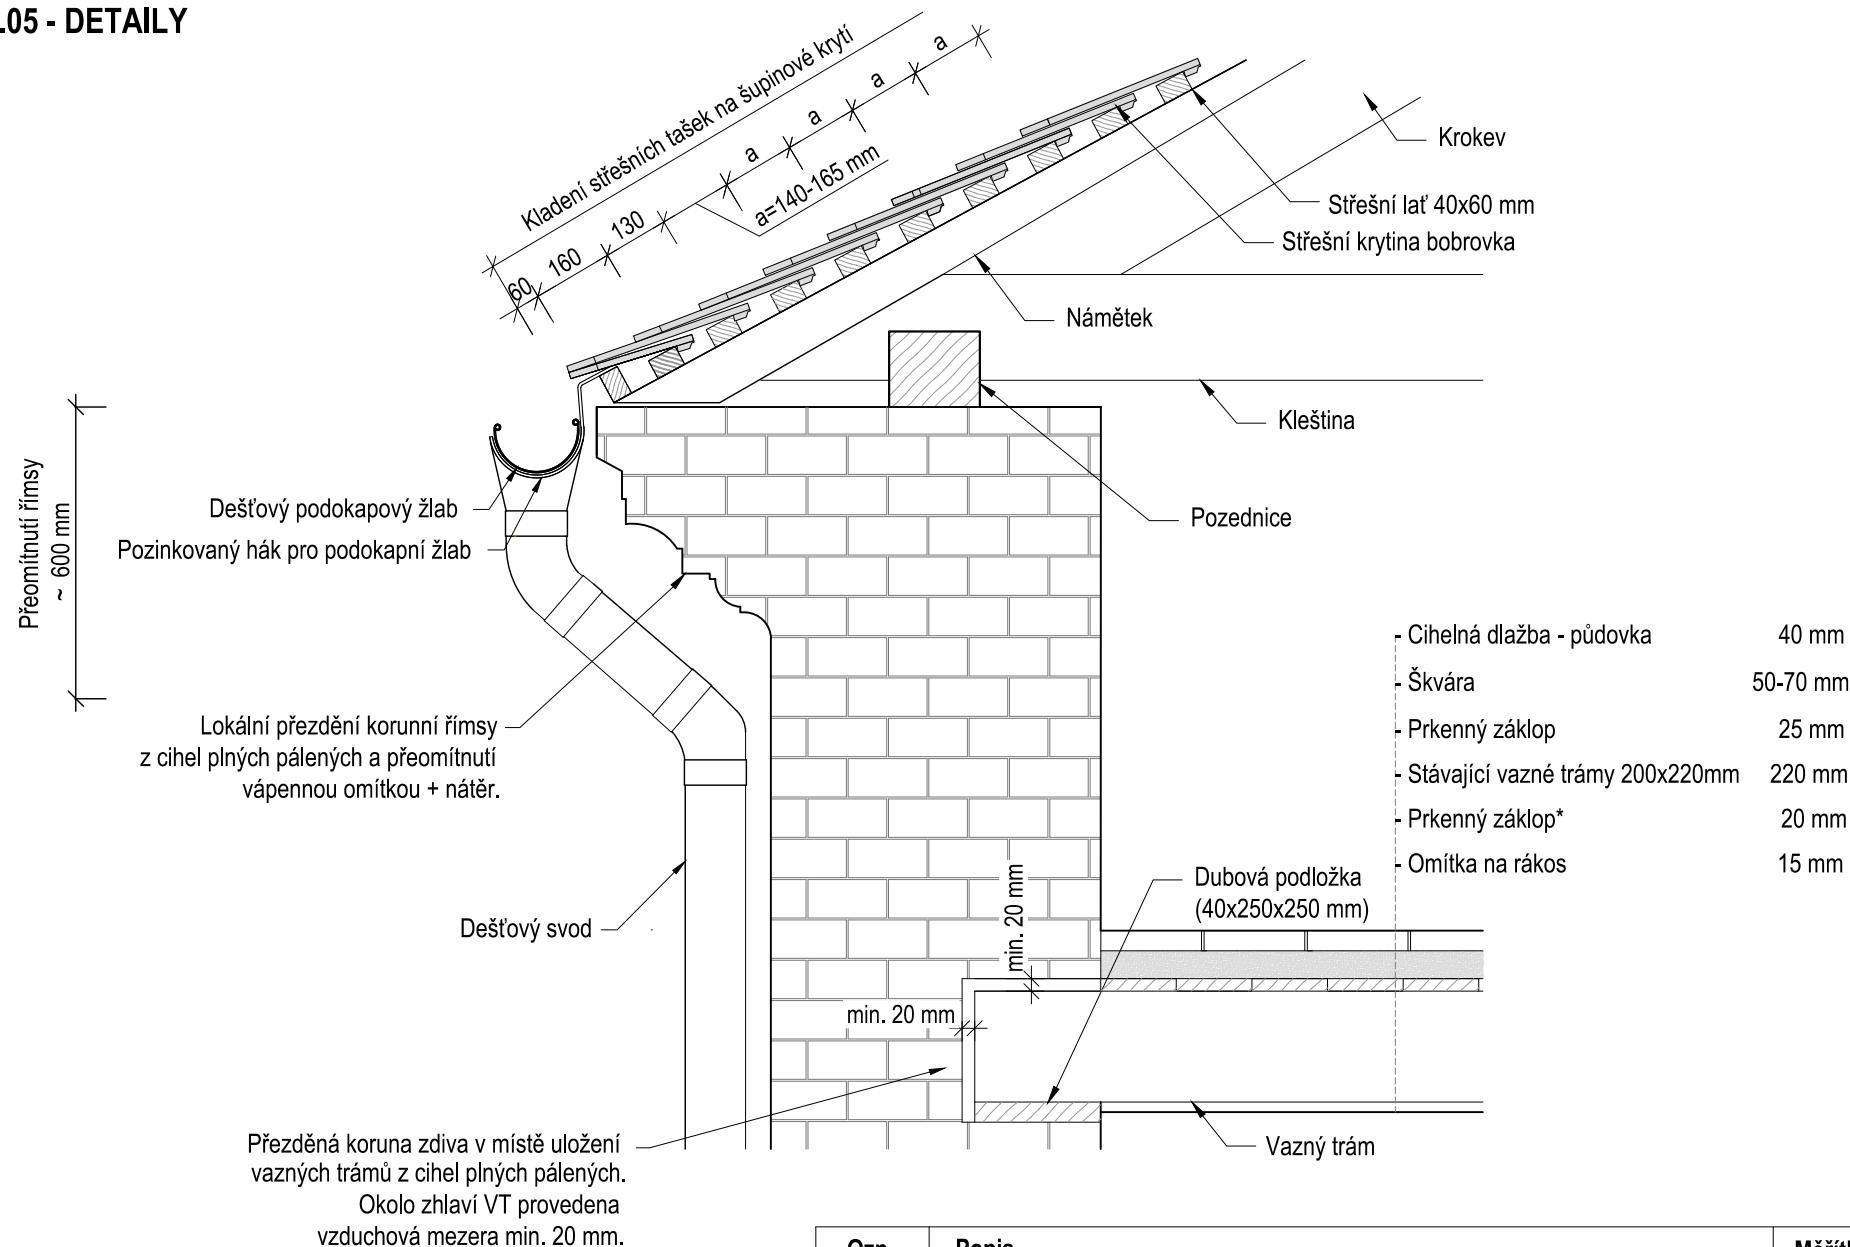 .05 - DETAILY
Kladení střešních tašek na šupinové krytí
60
160
130
a
a
a
a
a=140-165 mm
Krokev
Střešní lať 40x60 mm
Střešní krytina bobrovka
Námětek
Kleština
Pozednice
Přeomítnutí římsy
~ 600 mm
Dešťový podokapový žlab
Pozinkovaný hák pro podokapní žlab
Lokální přezdění korunní římsy
z cihel plných pálených a přeomítnutí
vápennou omítkou + nátěr.
Dešťový svod
- Cihelná dlažba - půdovka 40 mm
- Škvára 50-70 mm
- Prkenný záklop 25 mm
- Stávající vazné trámy 200x220mm 220 mm
- Prkenný záklop* 20 mm
- Omítka na rákos 15 mm
Dubová podložka
(40x250x250 mm)
min. 20 mm
min. 20 mm
Vazný trám
Přezděná koruna zdiva v místě uložení
vazných trámů z cihel plných pálených.
Okolo zhlaví VT provedena
vzduchová mezera min. 20 mm.
Ozn. Popis